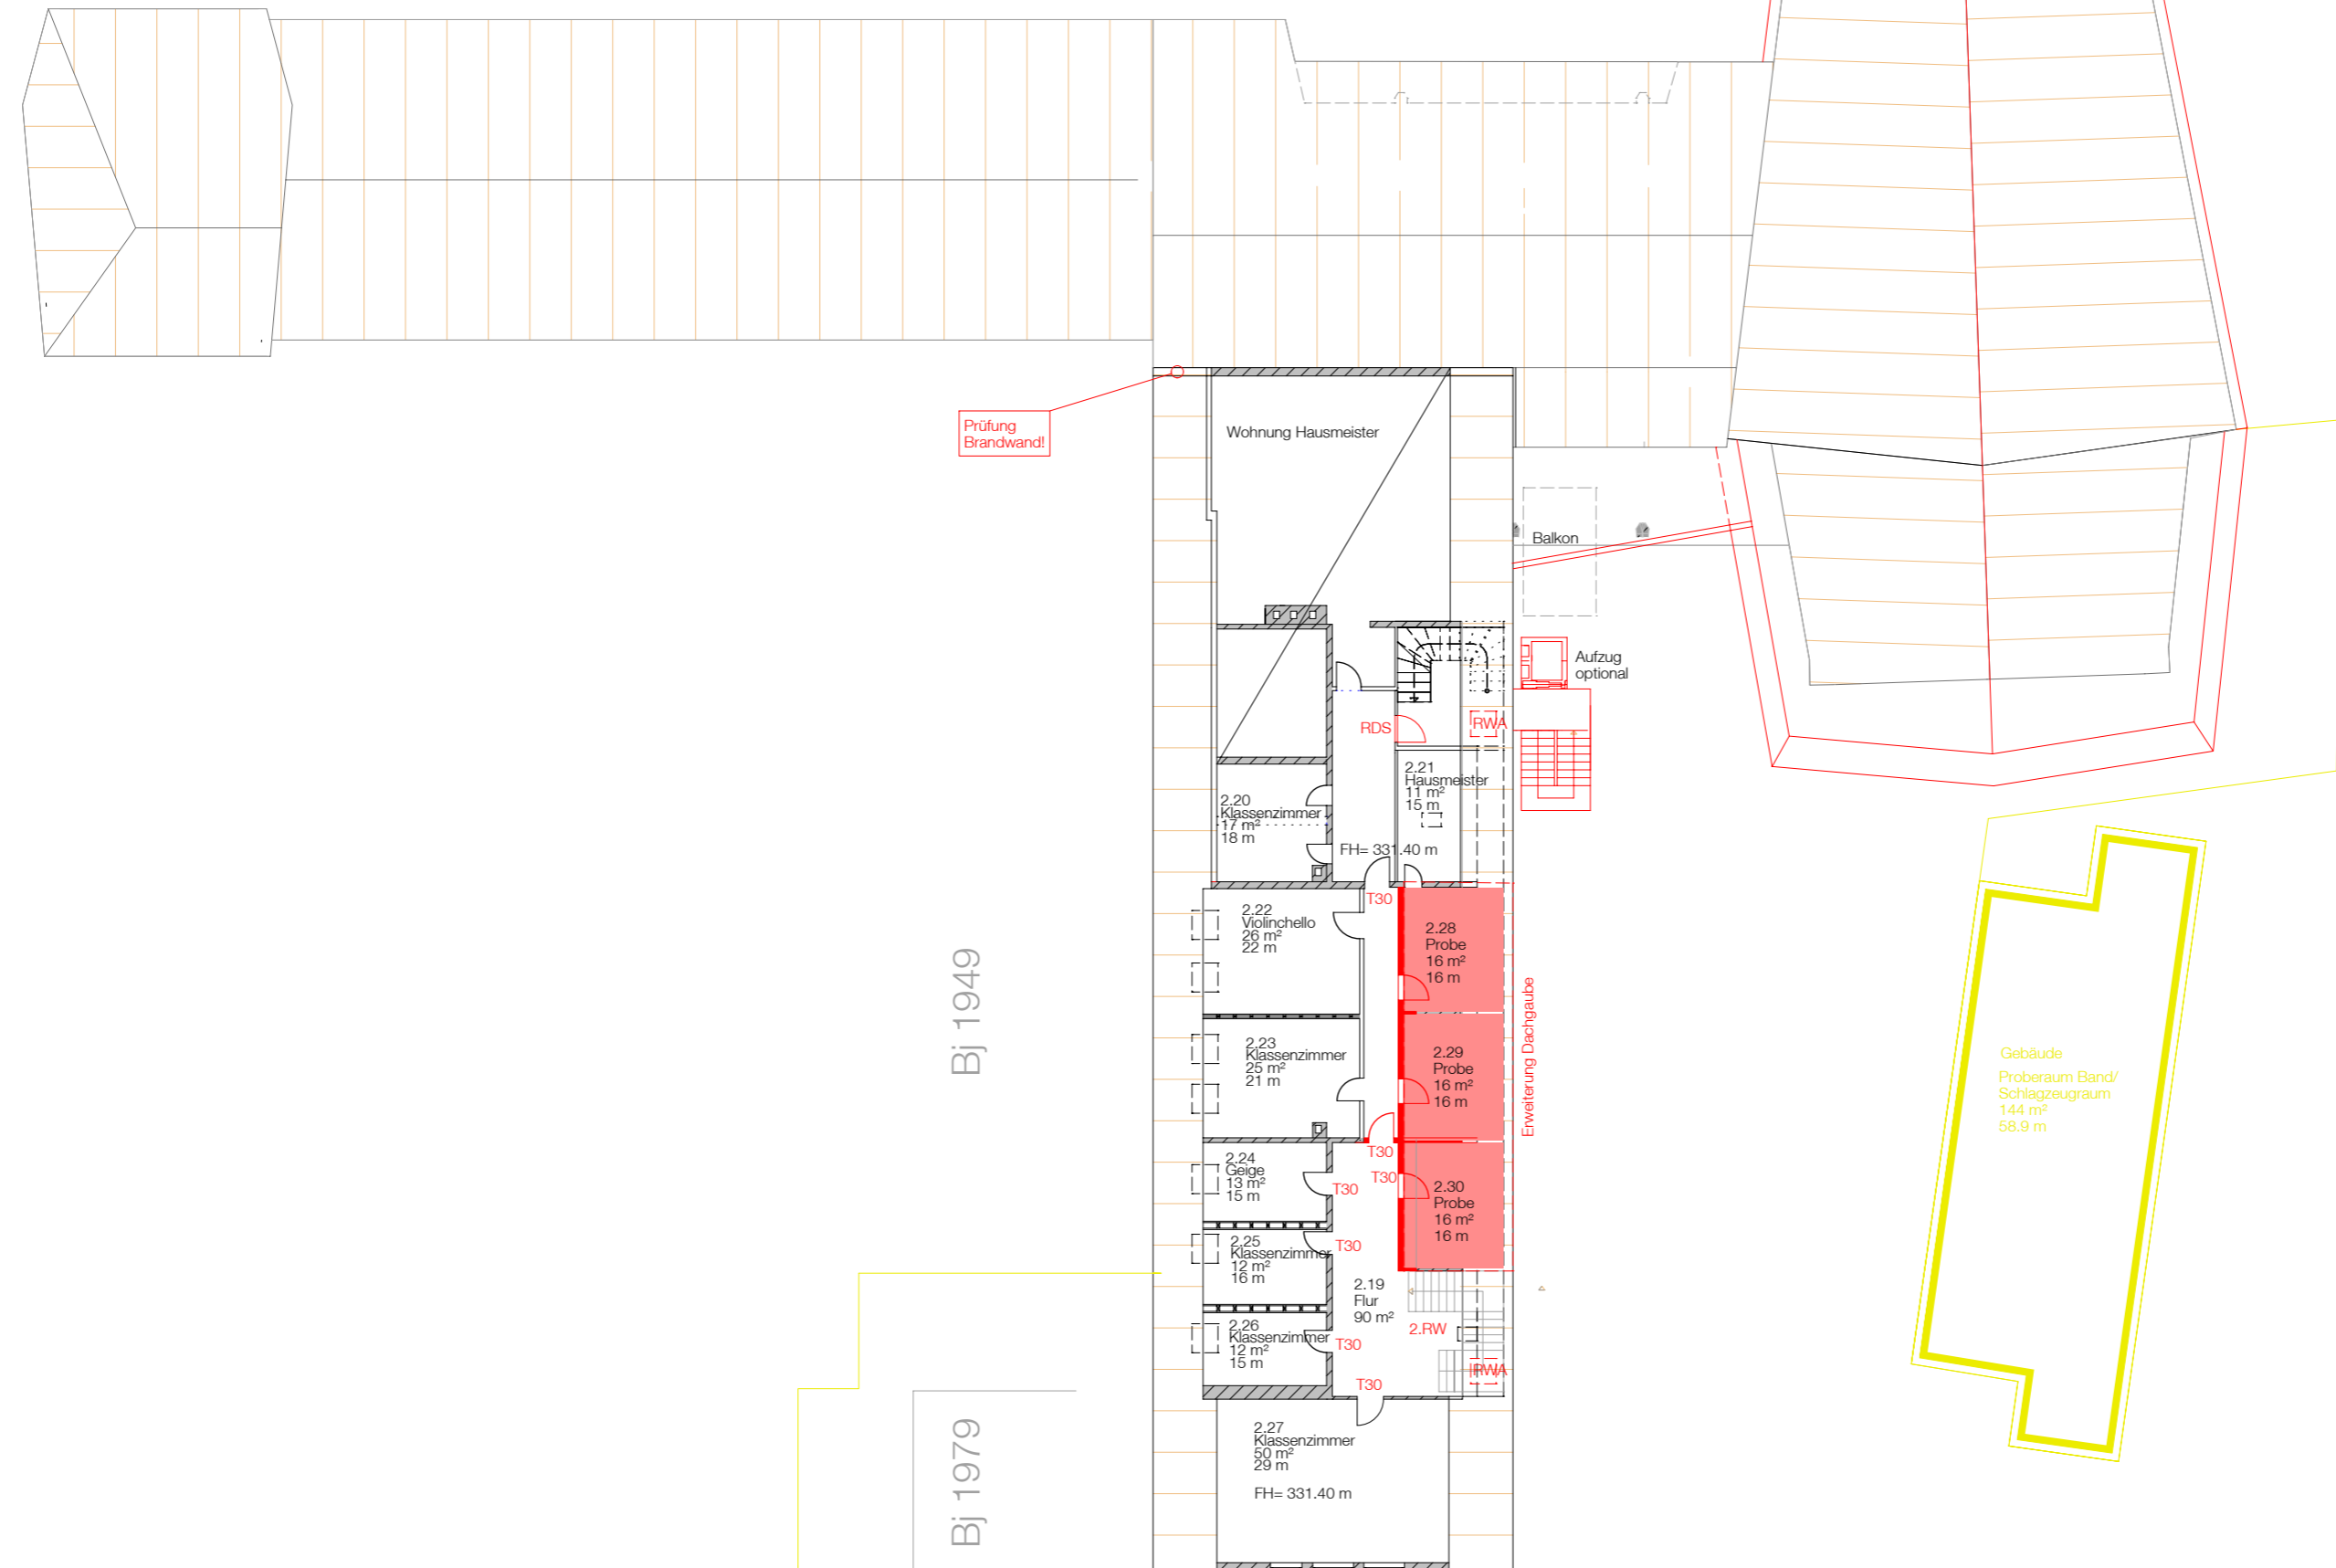 Prüfung
Brandwand!
Wohnung Hausmeister
Balkon
Aufzug
optional
RDS
RWA
2.21
Hausmeister
11 m²
15 m
2.20
Klassenzimmer
17 m²
18 m
FH= 331.40 m
T30
2.22
Violinchello
26 m²
22 m
2.28
Probe
16 m²
16 m
Bj 1949
Erweiterung Dachgaube
2.23
Klassenzimmer
25 m²
21 m
2.29
Probe
16 m²
16 m
Gebäude
Proberaum Band/
Schlagzeugraum
144 m²
58.9 m
T30
T30
2.24
Geige
13 m²
15 m
T30
2.30
Probe
16 m²
16 m
2.25
Klassenzimmer
12 m²
16 m
T30
2.19
Flur
90 m²
2.RW
2.26
Klassenzimmer
12 m²
15 m
T30
RWA
T30
Bj 1979
2.27
Klassenzimmer
50 m²
29 m
FH= 331.40 m